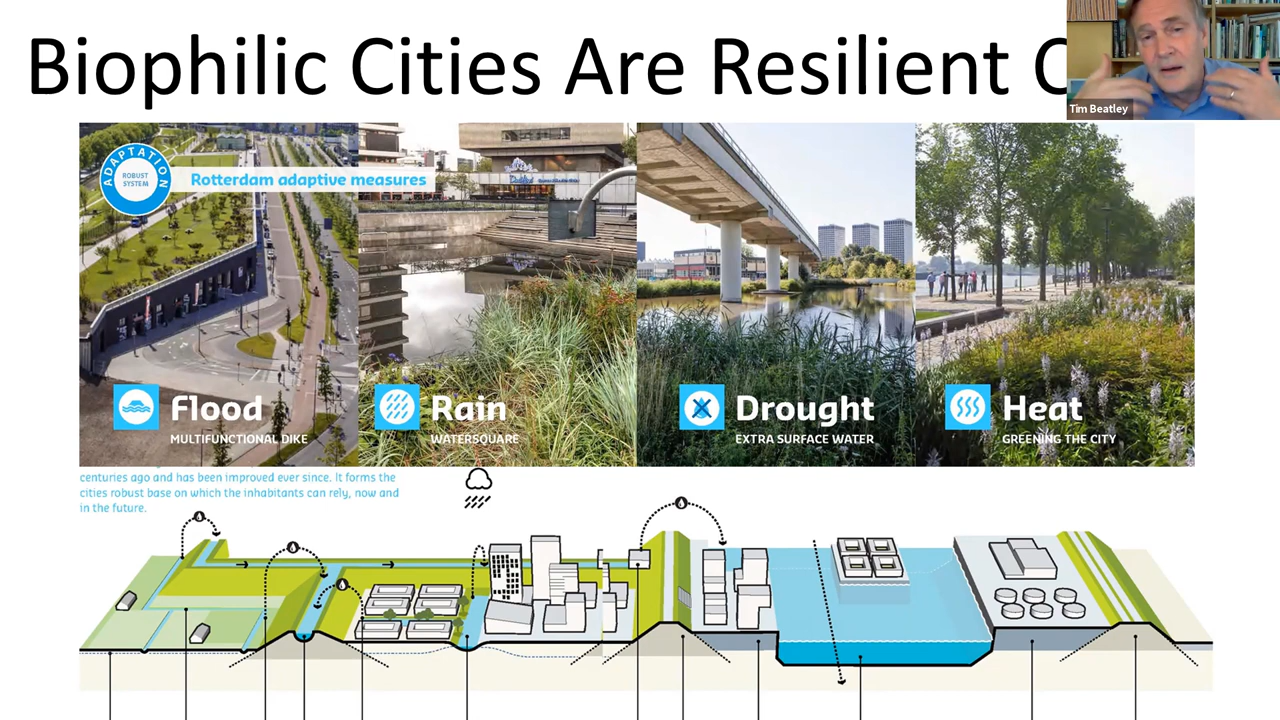 Biophilic Cities Are Resilient C
Tim Beatley
ADAPTATION
ROBUST
SYSTEM
Rotterdam adaptive measures
Flood
MULTIFUNCTIONAL DIKE
Rain
WATERSQUARE
Drought
EXTRA SURFACE WATER
Heat
GREENING THE CITY
centuries ago and has been improved ever since. It forms the
cities robust base on which the inhabitants can rely, now and
in the future.